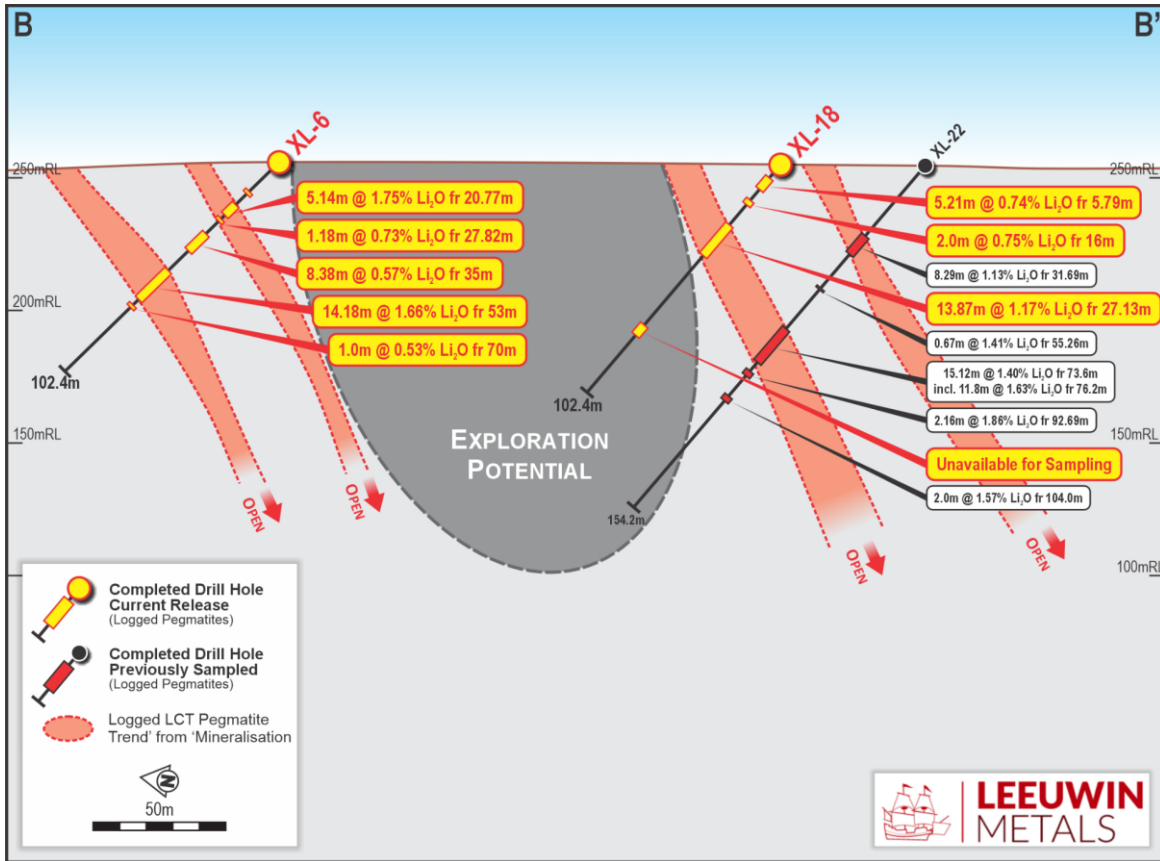 B
B'
XL-6
XL-18
XL-22
250mRL
250mRL
5.14m @ 1.75% Li₂O fr 20.77m
1.18m @ 0.73% Li₂O fr 27.82m
8.38m @ 0.57% Li₂O fr 35m
14.18m @ 1.66% Li₂O fr 53m
1.0m @ 0.53% Li₂O fr 70m
5.21m @ 0.74% Li₂O fr 5.79m
2.0m @ 0.75% Li₂O fr 16m
8.29m @ 1.13% Li₂O fr 31.69m
13.87m @ 1.17% Li₂O fr 27.13m
0.67m @ 1.41% Li₂O fr 55.26m
15.12m @ 1.40% Li₂O fr 73.6m
incl. 11.8m @ 1.63% Li₂O fr 76.2m
2.16m @ 1.86% Li₂O fr 92.69m
Unavailable for Sampling
2.0m @ 1.57% Li₂O fr 104.0m
200mRL
102.4m
102.4m
154.2m
150mRL
150mRL
EXPLORATION
POTENTIAL
OPEN
OPEN
OPEN
OPEN
100mRL
Completed Drill Hole
Current Release
(Logged Pegmatites)
Completed Drill Hole
Previously Sampled
(Logged Pegmatites)
Logged LCT Pegmatite
Trend' from 'Mineralisation
N
50m
LEEUWIN
METALS